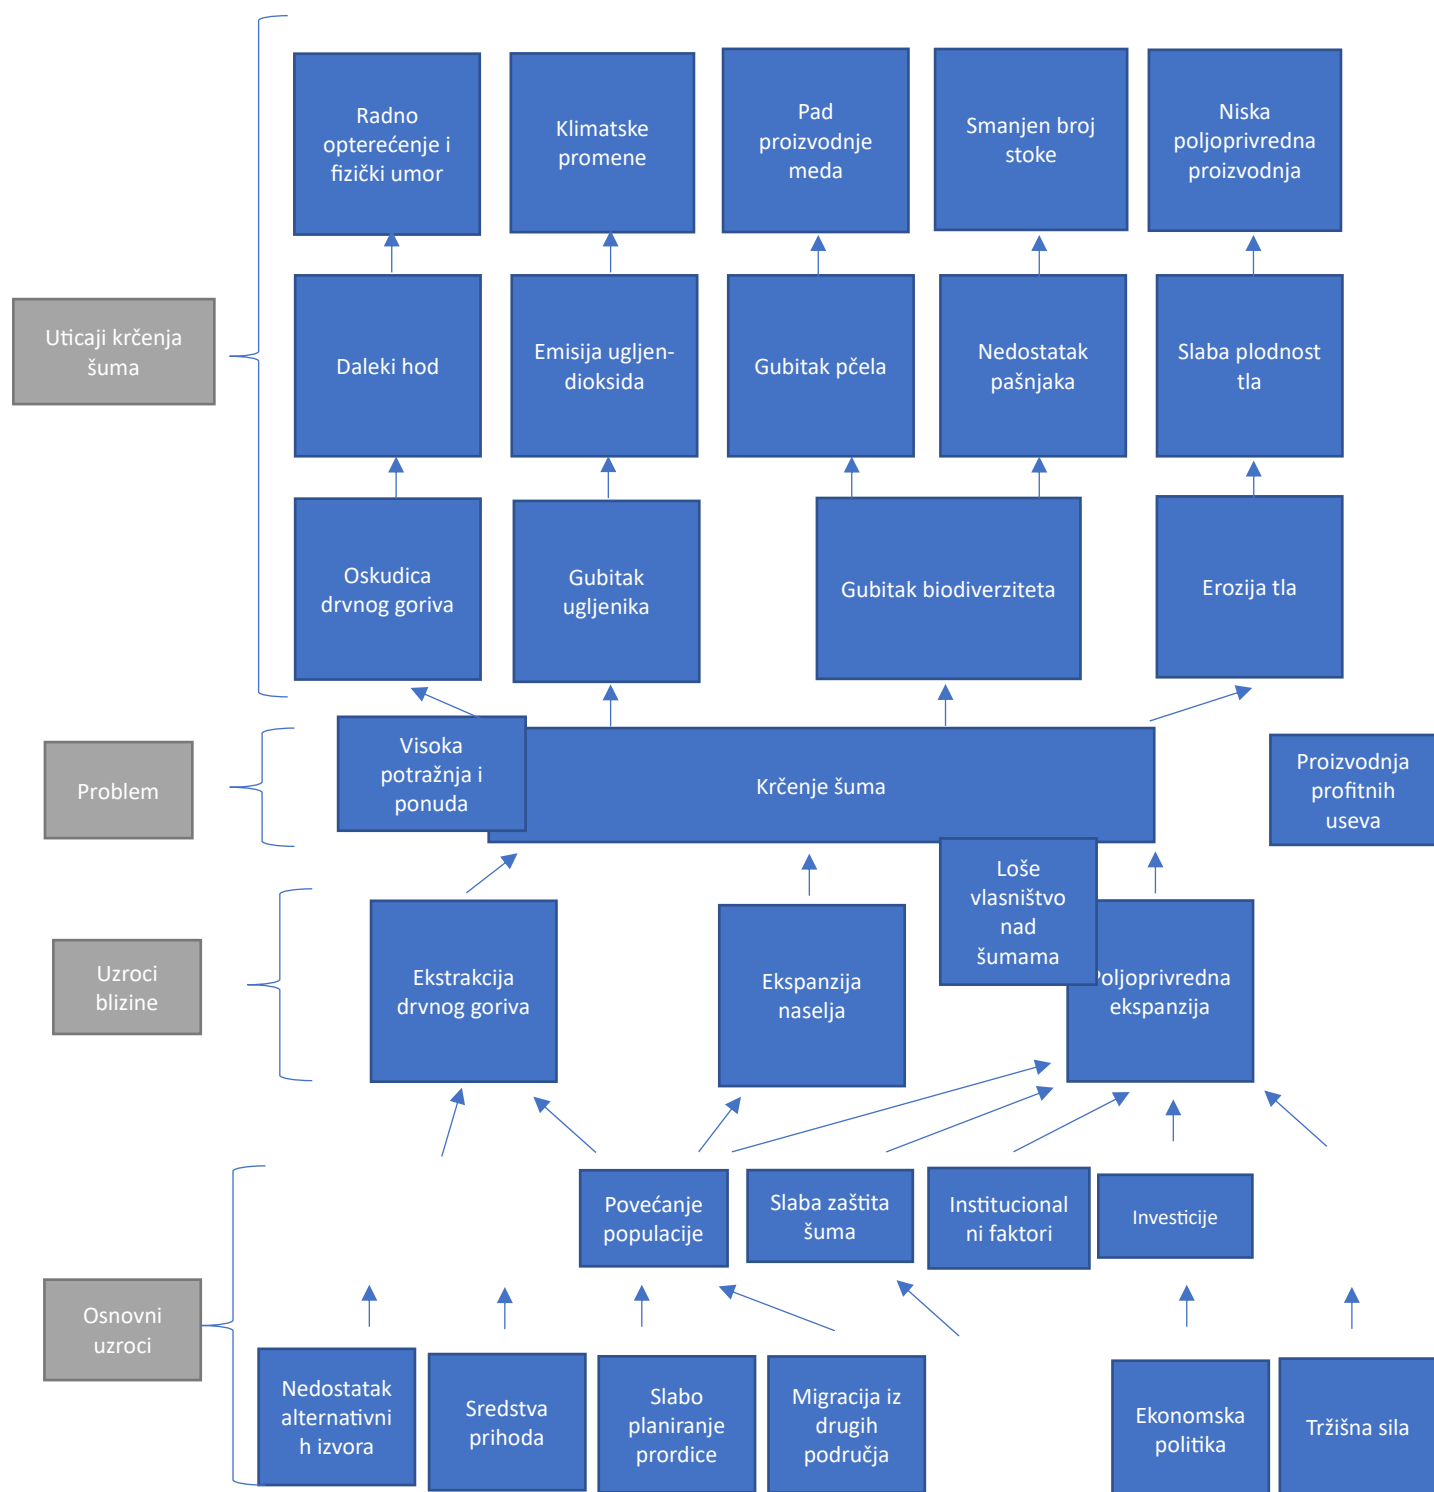 Radno
opterećenje i
fizički umor
Klimatske
promene
Pad
proizvodnje
meda
Smanjen broj
stoke
Niska
poljoprivredna
proizvodnja
Uticaji krčenja
šuma
Daleki hod
Emisija ugljen-
dioksida
Gubitak pčela
Nedostatak
pašnjaka
Slaba plodnost
tla
Oskudica
drvnog goriva
Gubitak
ugljenika
Gubitak biodiverziteta
Erozija tla
Problem
Visoka
potražnja i
ponuda
Krčenje šuma
Proizvodnja
profitnih
useva
Uzroci
blizine
Ekstrakcija
drvnog goriva
Ekspanzija
naselja
Loše
vlasništvo
nad
šumama
Poljoprivredna
ekspanzija
Povećanje
populacije
Slaba zaštita
šuma
Institucional
ni faktori
Investicije
Osnovni
uzroci
Nedostatak
alternativni
h izvora
Sredstva
prihoda
Slabo
planiranje
prordice
Migracija iz
drugih
područja
Ekonomska
politika
Tržišna sila